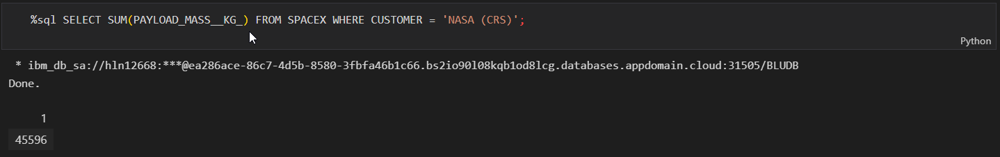 %sql SELECT SUM(PAYLOAD_MASS__KG_) FROM SPACEX WHERE CUSTOMER = 'NASA (CRS)';
Python
* ibm_db_sa://hln12668:***@ea286ace-86c7-4d5b-8580-3fbfa46b1c66.bs2io90l08kqb1od8lcg.databases.appdomain.cloud:31505/BLUDB
Done.
1
45596